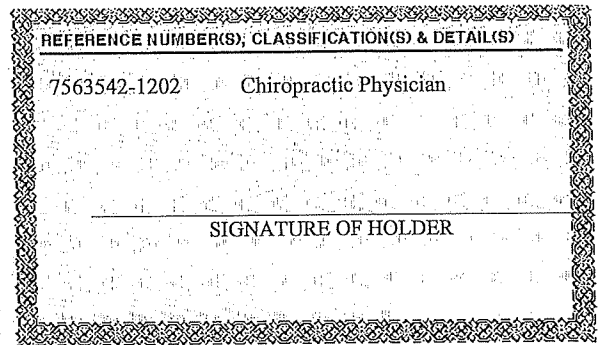 REFERENCE NUMBER(S), CLASSIFICATION(S) & DETAIL(S)
7563542-1202 Chiropractic Physician
SIGNATURE OF HOLDER